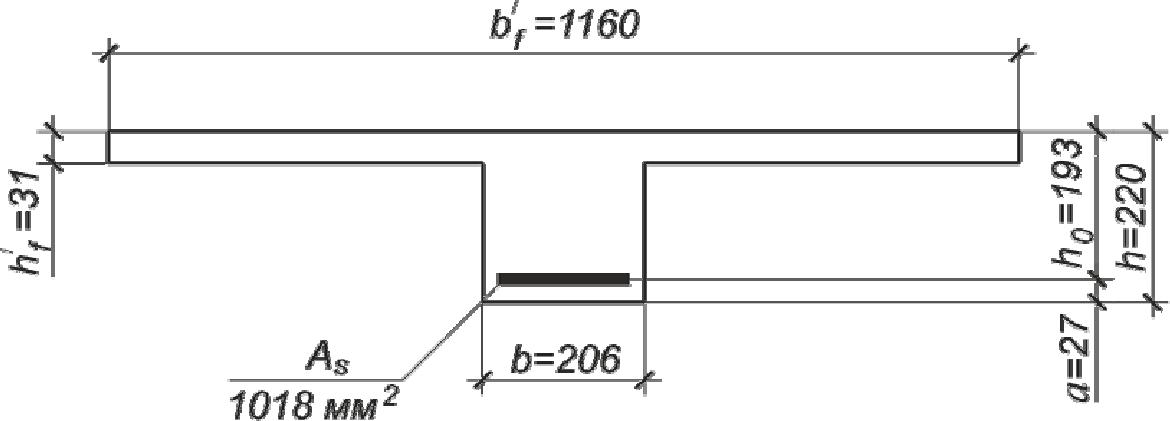 b'f =1160
h'f =31
h0=193
h=220
As
1018 мм²
b=206
a=27